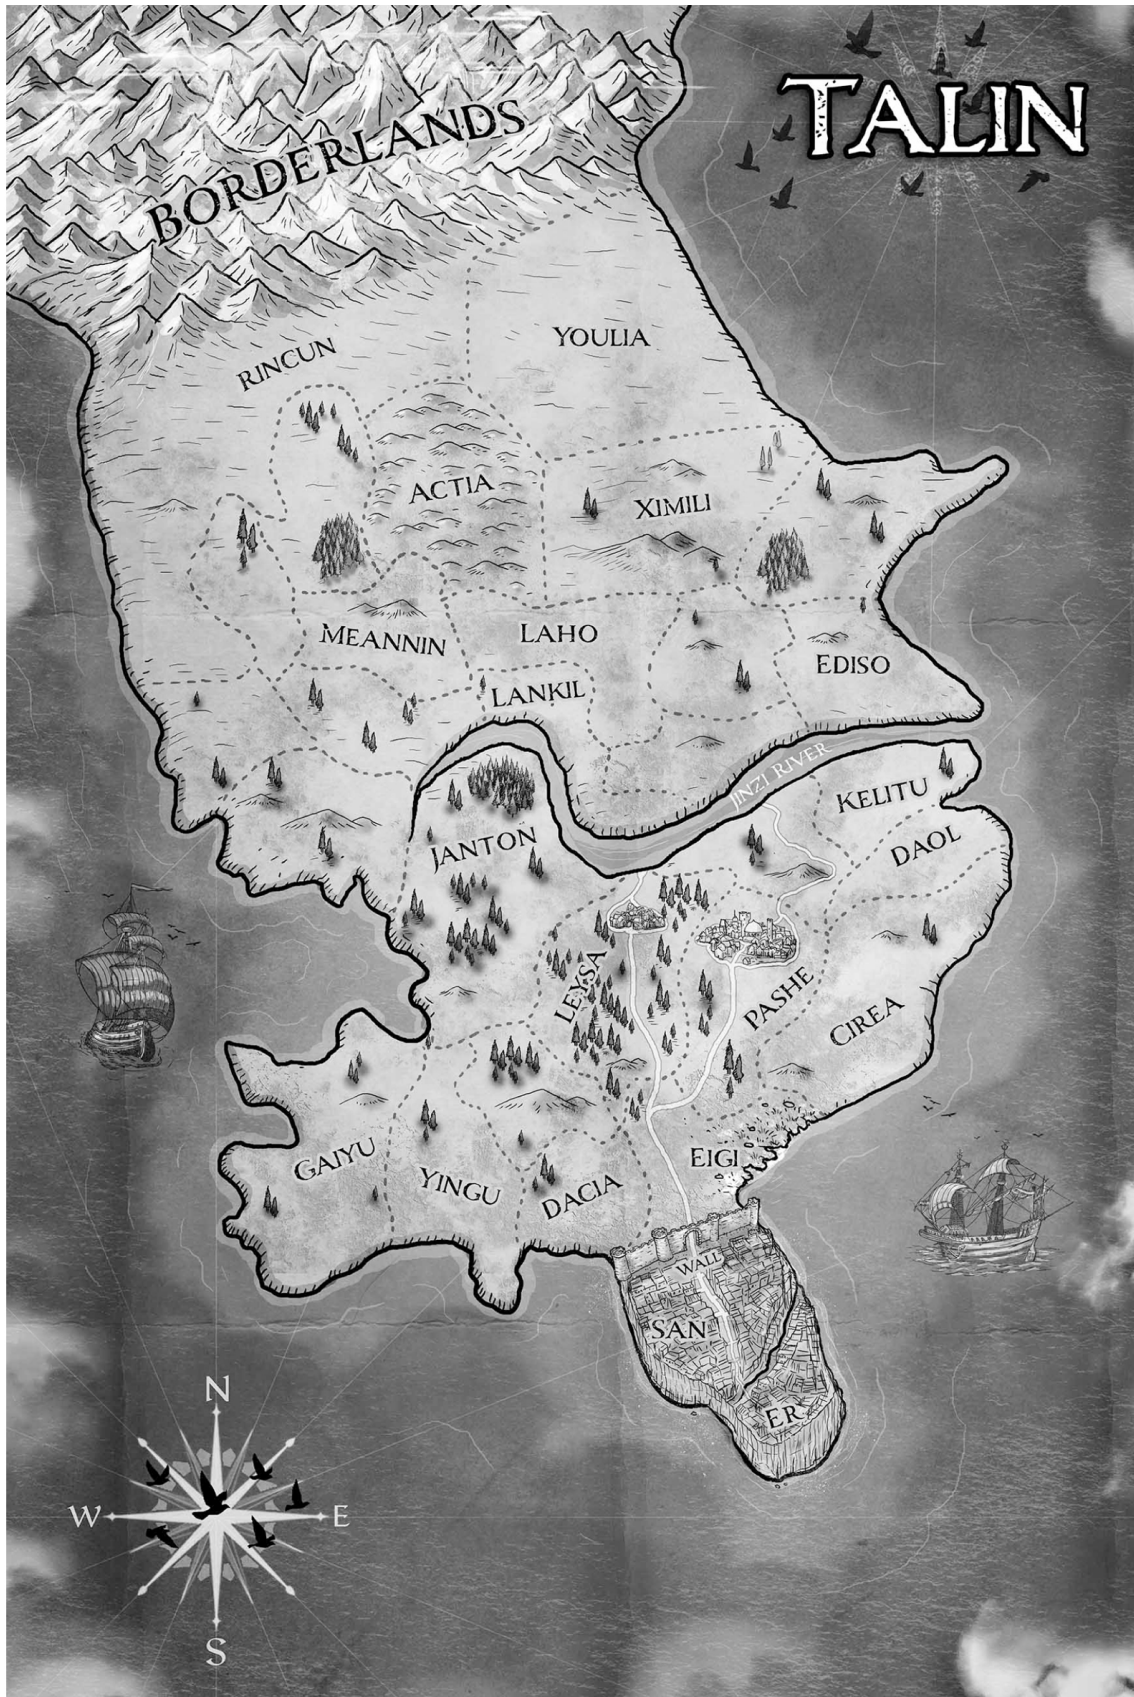 TALIN
BORDERLANDS
YOULIA
RINCUN
ACTIA
XIMILI
MEANNIN
LAHO
EDISO
LANKIL
JINZI RIVER
KELITU
JANTON
DAOL
LEYSA
PASHE
CIREA
GAIYU
EIGI
YINGU
DACIA
WALL
SAN
ER
N
W
E
S